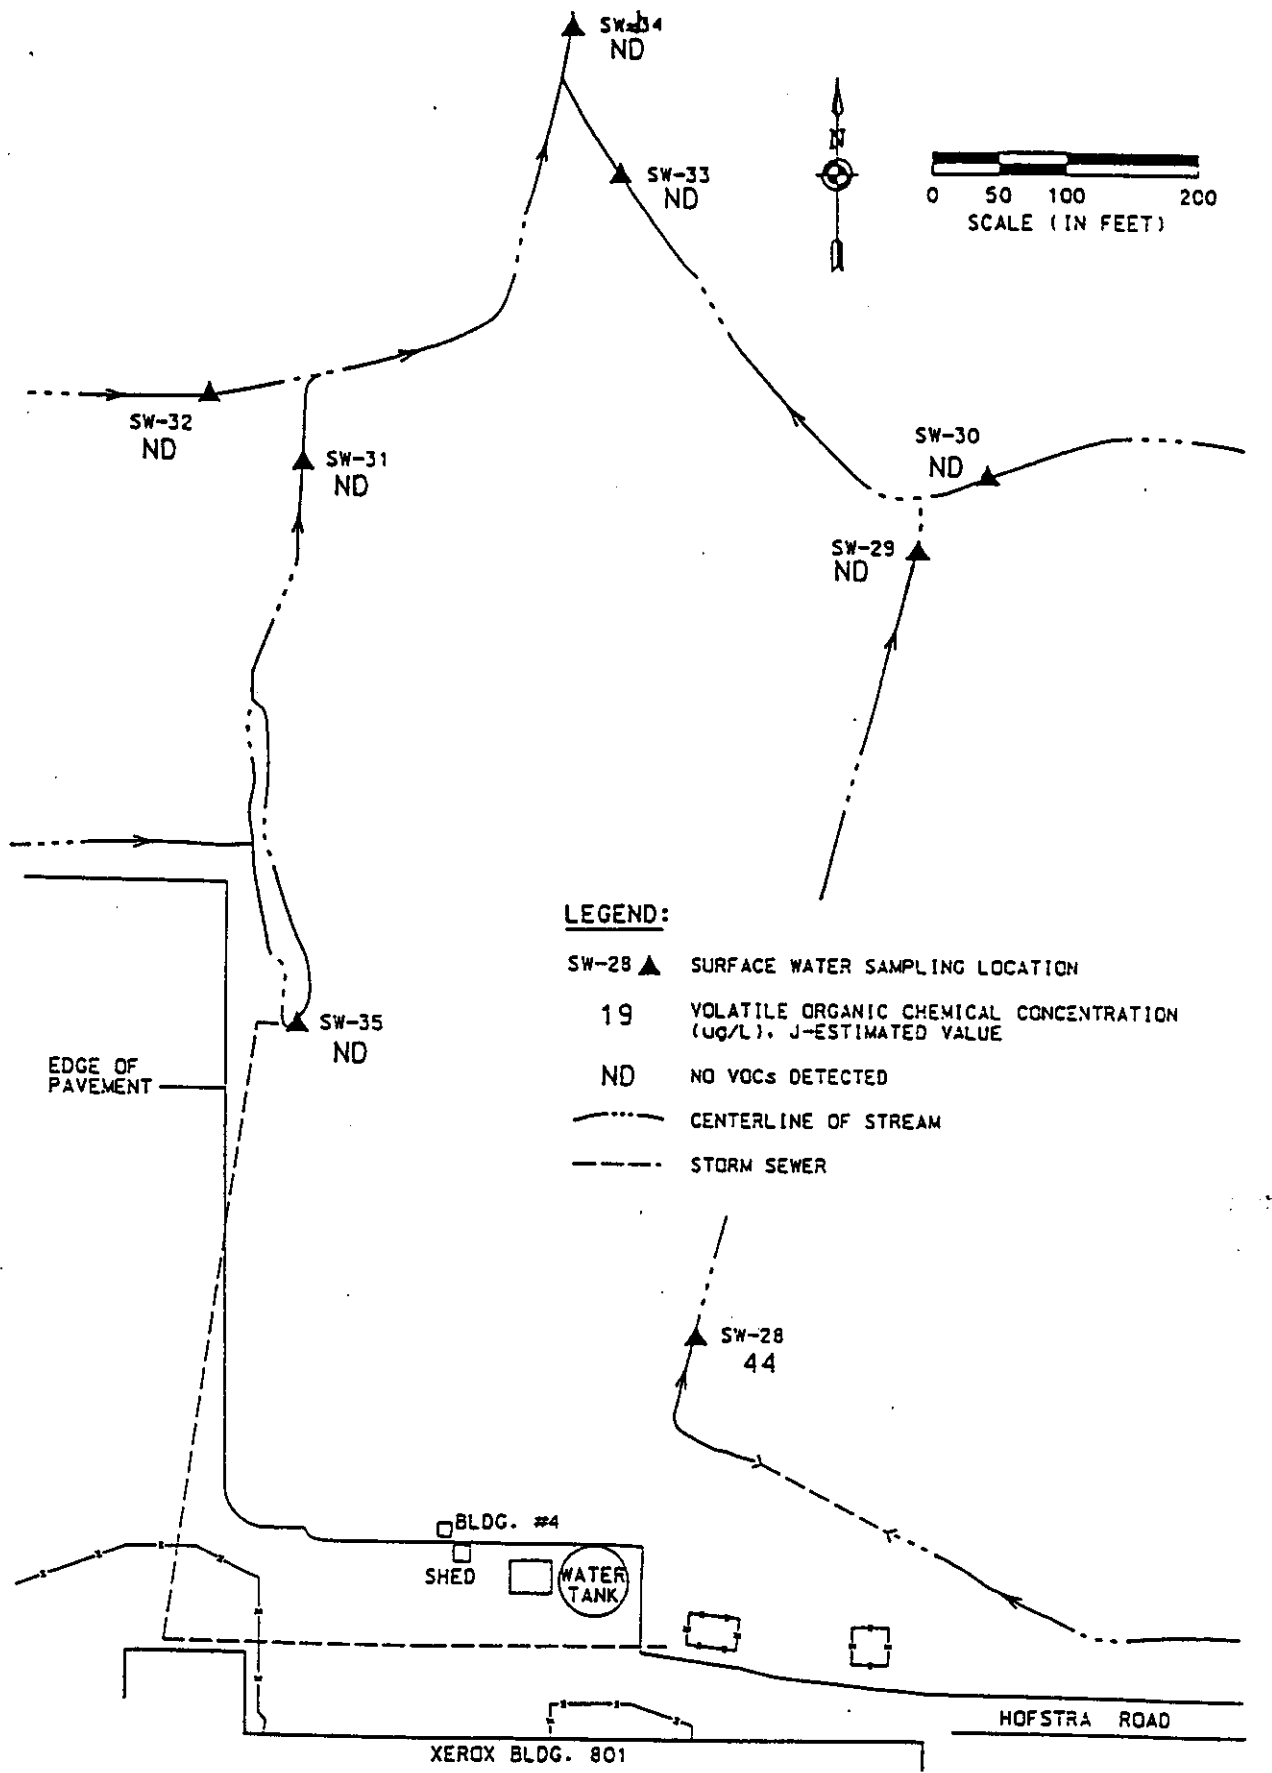 SW-34
ND
N
SW-33
ND
0 50 100 200
SCALE (IN FEET)
SW-32
ND
SW-31
ND
SW-30
ND
SW-29
ND
LEGEND:
SW-28 SURFACE WATER SAMPLING LOCATION
19 VOLATILE ORGANIC CHEMICAL CONCENTRATION
(ug/L). J-ESTIMATED VALUE
ND NO VOCs DETECTED
CENTERLINE OF STREAM
STORM SEWER
SW-35
ND
EDGE OF
PAVEMENT
SW-28
44
BLDG. #4
SHED
WATER
TANK
HOFSTRA ROAD
XEROX BLDG. 801